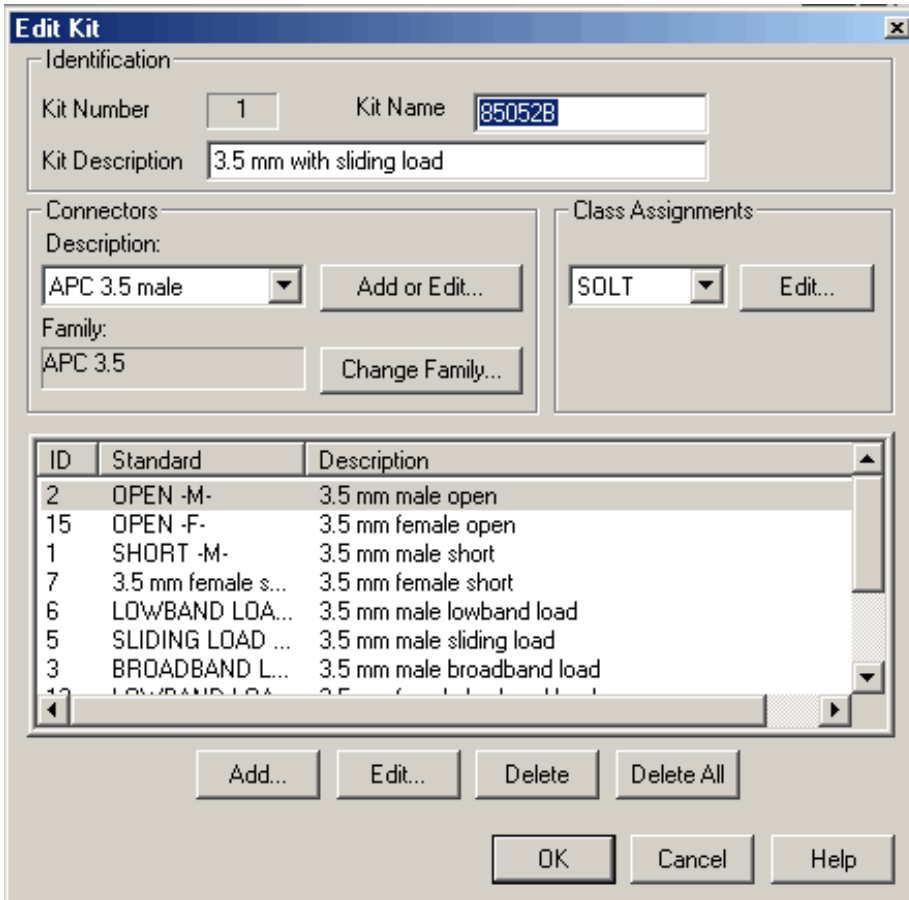 Edit Kit
Identification
Kit Number 1 Kit Name 85052B
Kit Description 3.5 mm with sliding load
Connectors
Description:
APC 3.5 male Add or Edit...
Family:
APC 3.5 Change Family...
Class Assignments
SOLT Edit...
ID Standard Description
2 OPEN -M- 3.5 mm male open
15 OPEN -F- 3.5 mm female open
1 SHORT -M- 3.5 mm male short
7 3.5 mm female s... 3.5 mm female short
6 LOWBAND LOA... 3.5 mm male lowband load
5 SLIDING LOAD ... 3.5 mm male sliding load
3 BROADBAND L... 3.5 mm male broadband load
Add... Edit... Delete Delete All
OK Cancel Help